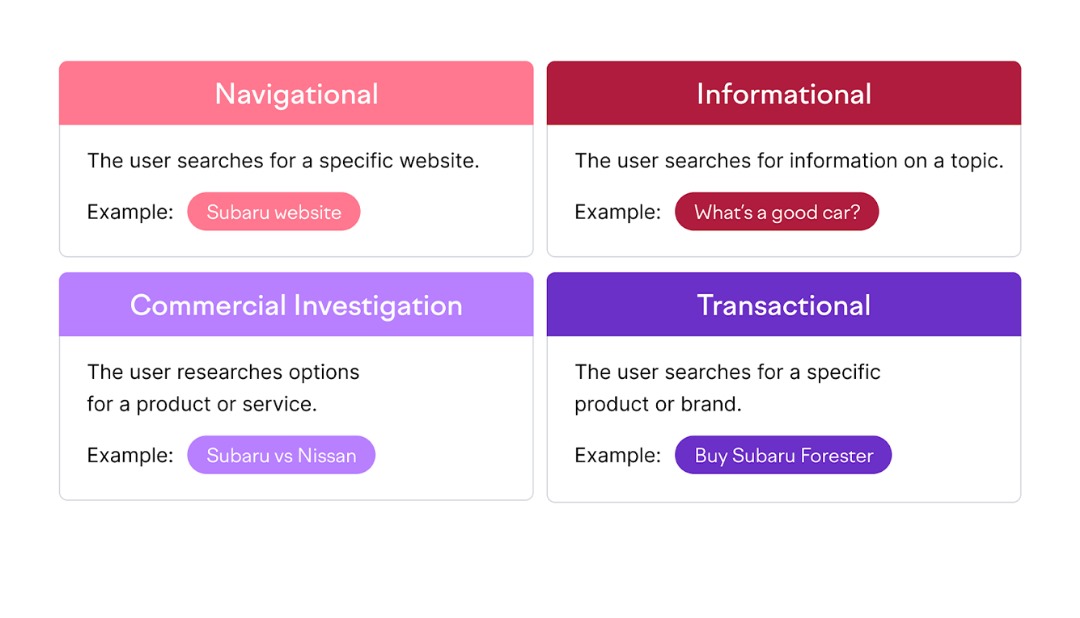 Navigational
The user searches for a specific website.
Example: Subaru website
Informational
The user searches for information on a topic.
Example: What's a good car?
Commercial Investigation
The user researches options
for a product or service.
Example: Subaru vs Nissan
Transactional
The user searches for a specific
product or brand.
Example: Buy Subaru Forester